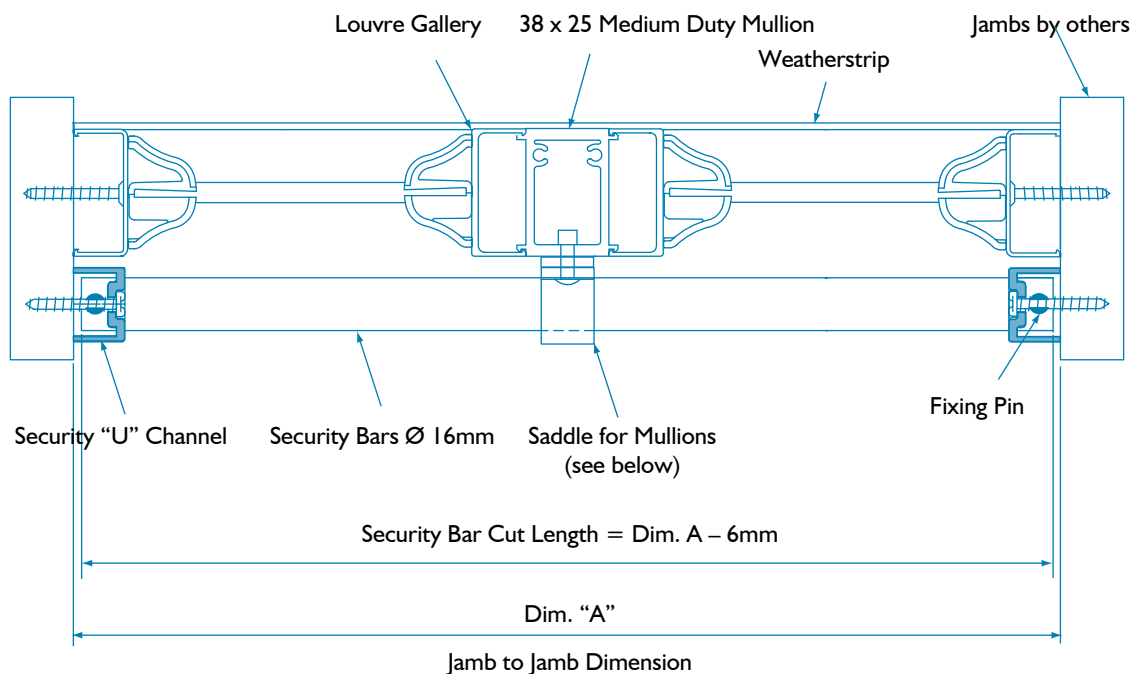 Louvre Gallery
38 x 25 Medium Duty Mullion
Jambs by others
Weatherstrip
Fixing Pin
Security “U” Channel
Security Bars Ø 16mm
Saddle for Mullions
(see below)
Security Bar Cut Length = Dim. A – 6mm
Dim. “A”
Jamb to Jamb Dimension